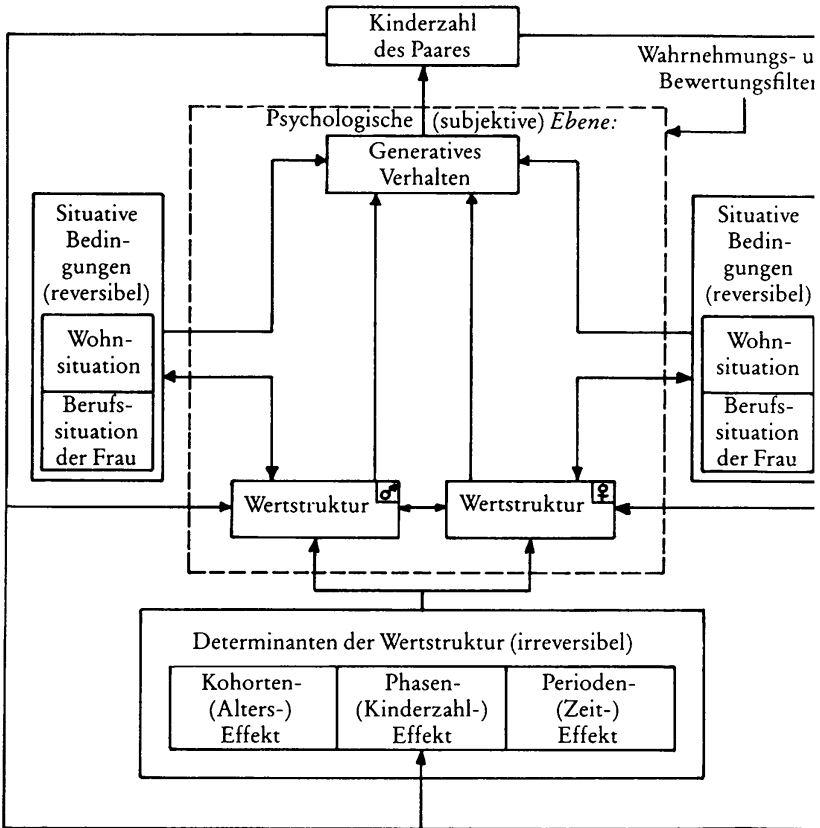 Kinderzahl
des Paares
Wahrnehmungs- u
Bewertungsfilter
Psychologische (subjektive) Ebene:
Generatives
Verhalten
Situative
Bedin-
gungen
(reversibel)
Wohn-
situation
Berufs-
situation
der Frau
Situative
Bedin-
gungen
(reversibel)
Wohn-
situation
Berufs-
situation
der Frau
Wertstruktur ♂
Wertstruktur ♀
Determinanten der Wertstruktur (irreversibel)
Kohorten-
(Alters-)
Effekt
Phasen-
(Kinderzahl-)
Effekt
Perioden-
(Zeit-)
Effekt